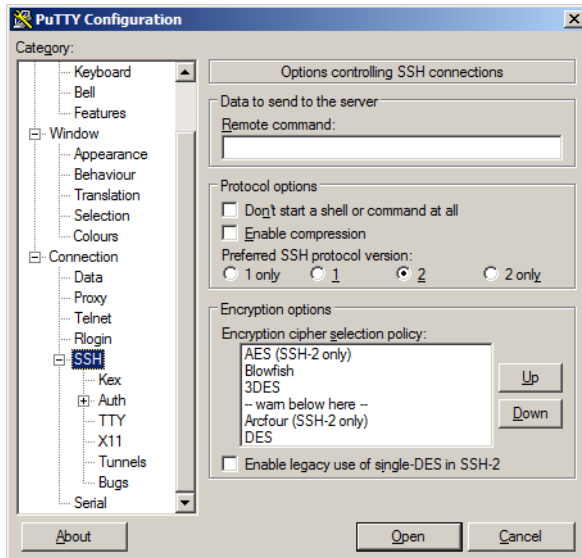 PuTTY Configuration
Category:
Keyboard
Bell
Features
Window
Appearance
Behaviour
Translation
Selection
Colours
Connection
Data
Proxy
Telnet
Rlogin
SSH
Kex
Auth
TTY
X11
Tunnels
Bugs
Serial
Options controlling SSH connections
Data to send to the server
Remote command:
Protocol options
Don't start a shell or command at all
Enable compression
Preferred SSH protocol version:
1 only 1 2 2 only
Encryption options
Encryption cipher selection policy:
AES (SSH-2 only)
Blowfish
3DES
-- warn below here --
Arcfour (SSH-2 only)
DES
Up
Down
Enable legacy use of single-DES in SSH-2
About Open Cancel